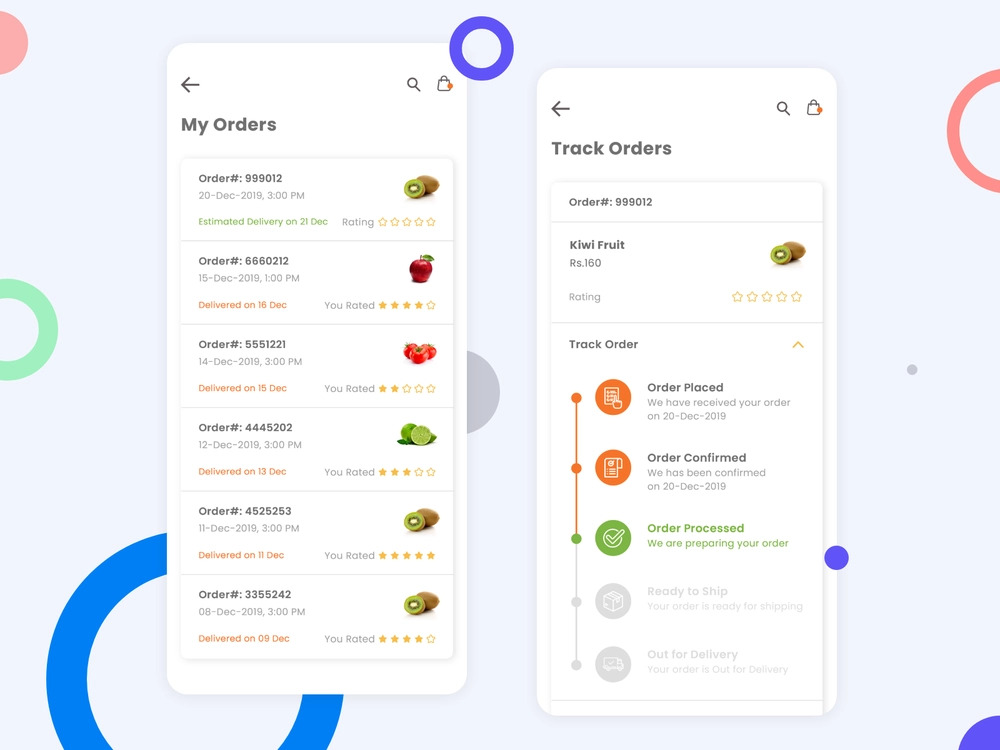 My Orders
Order#: 999012
20-Dec-2019, 3:00 PM
Estimated Delivery on 21 Dec Rating
Order#: 6660212
15-Dec-2019, 1:00 PM
Delivered on 16 Dec You Rated
Order#: 5551221
14-Dec-2019, 3:00 PM
Delivered on 15 Dec You Rated
Order#: 4445202
12-Dec-2019, 3:00 PM
Delivered on 13 Dec You Rated
Order#: 4525253
11-Dec-2019, 3:00 PM
Delivered on 11 Dec You Rated
Order#: 3355242
08-Dec-2019, 3:00 PM
Delivered on 09 Dec You Rated
Track Orders
Order#: 999012
Kiwi Fruit
Rs.160
Rating
Track Order
Order Placed
We have received your order
on 20-Dec-2019
Order Confirmed
We has been confirmed
on 20-Dec-2019
Order Processed
We are preparing your order
Ready to Ship
Your order is ready for shipping
Out for Delivery
Your order is Out for Delivery